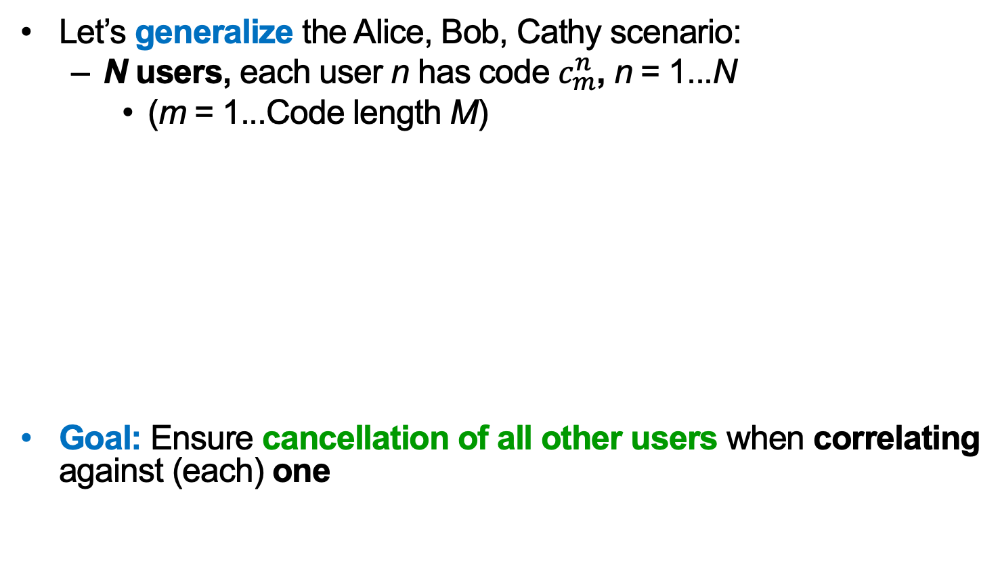 • Let’s generalize the Alice, Bob, Cathy scenario:
– N users, each user n has code $c_m^n$, n = 1...N
• (m = 1...Code length M)
• Goal: Ensure cancellation of all other users when correlating
against (each) one